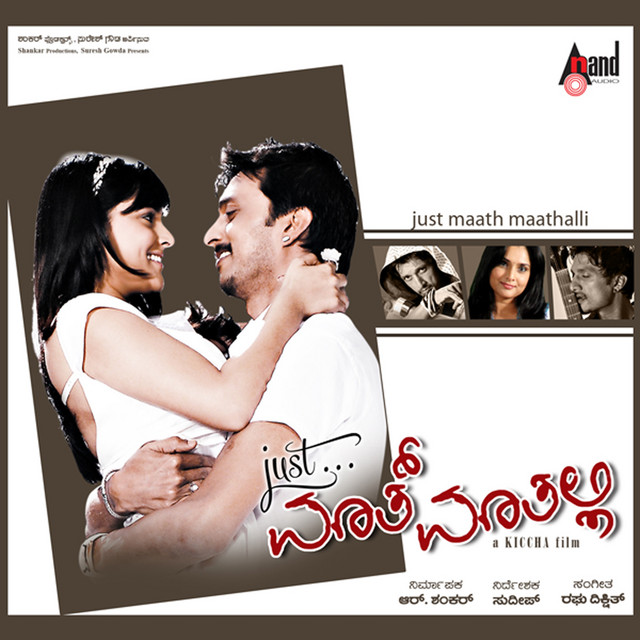 ಶಂಕರ್ ಪ್ರೊಡಕ್ಷನ್ಸ್, ಸುರೇಶ್ ಗೌಡ ಅರ್ಪಿಸುವ
Shankar Productions, Suresh Gowda Presents
Anand
AUDIO
just maath maathalli
just...
ಮಾತ್ ಮಾತಲ್ಲಿ
a KICCHA film
ನಿರ್ಮಾಪಕ
ಆರ್. ಶಂಕರ್
ನಿರ್ದೇಶಕ
ಸುದೀಪ್
ಸಂಗೀತ
ರಘು ದಿಕ್ಷಿತ್